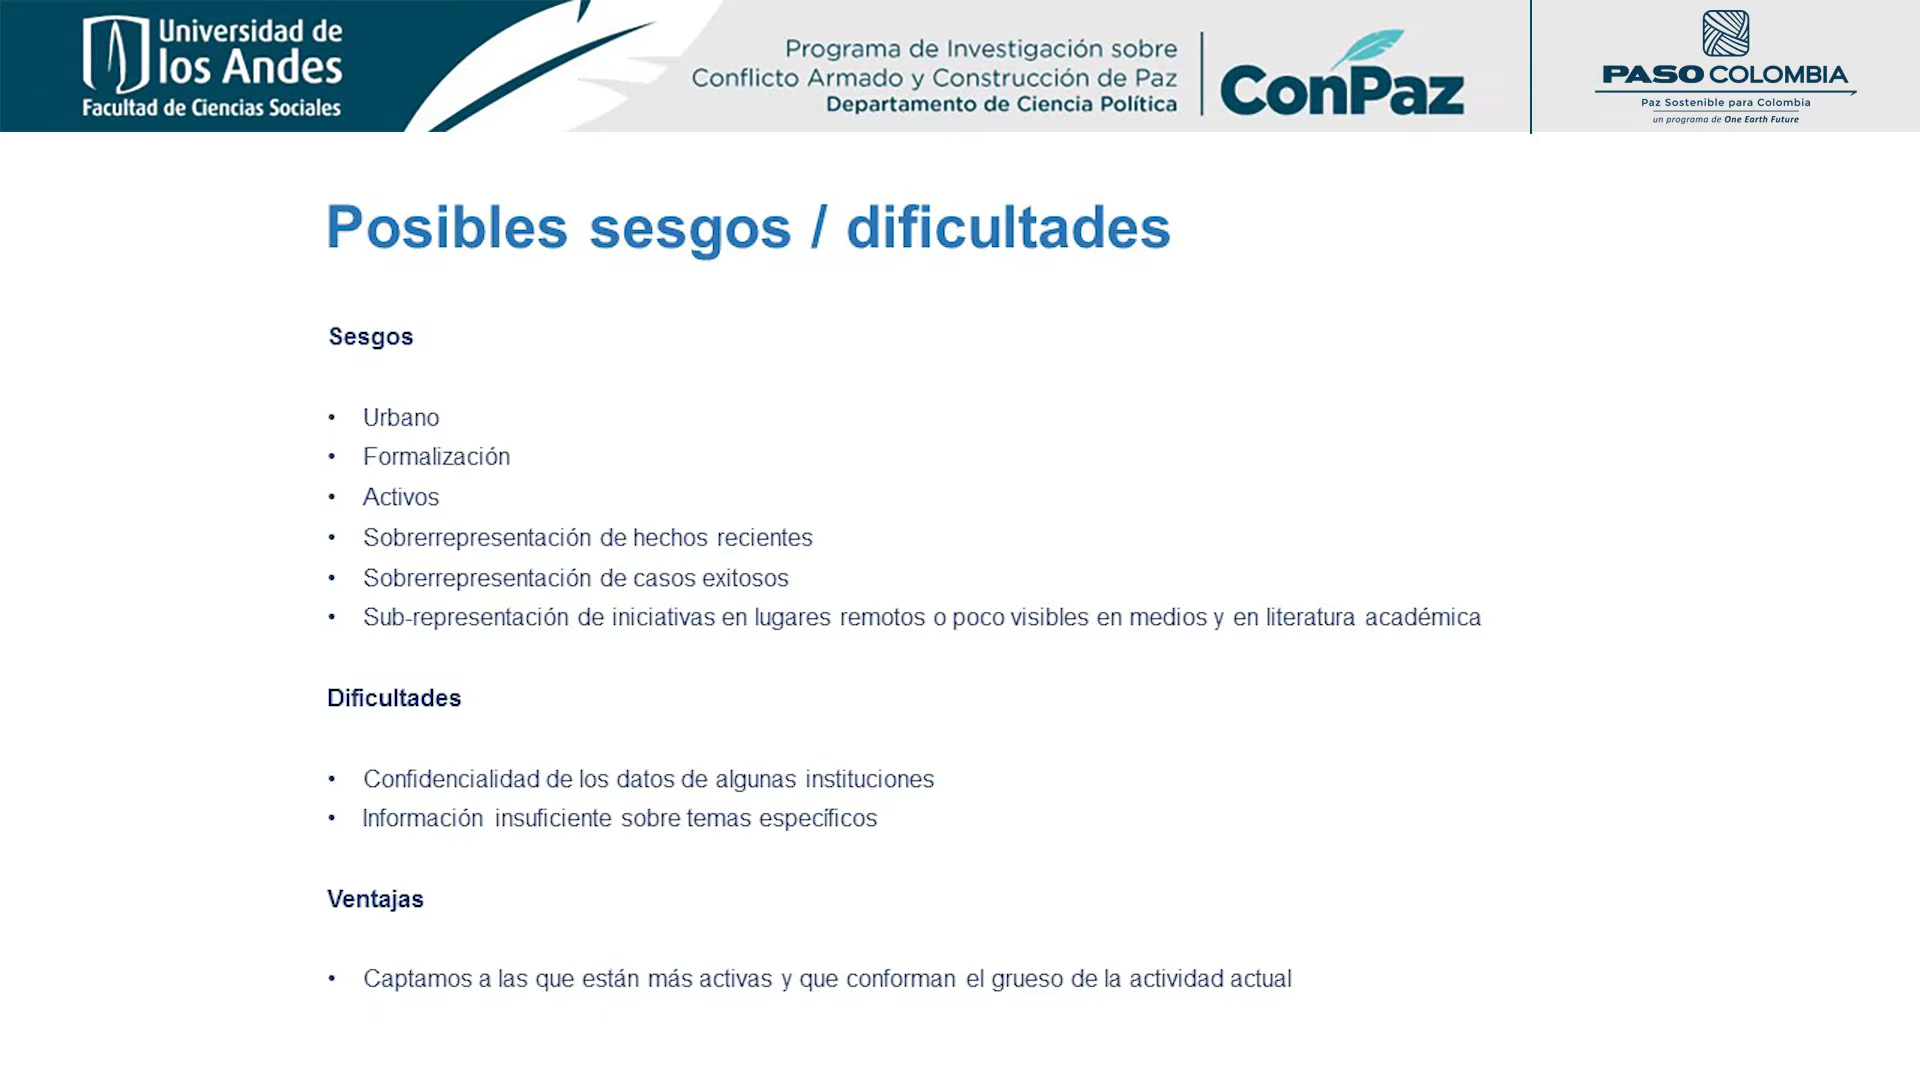 Universidad de
los Andes
Facultad de Ciencias Sociales
Programa de Investigación sobre
Conflicto Armado y Construcción de Paz
Departamento de Ciencia Política
ConPaz
PASO COLOMBIA
Paz Sostenible para Colombia
un programa de One Earth Future
Posibles sesgos / dificultades
Sesgos
• Urbano
• Formalización
• Activos
• Sobrerrepresentación de hechos recientes
• Sobrerrepresentación de casos exitosos
• Sub-representación de iniciativas en lugares remotos o poco visibles en medios y en literatura académica
Dificultades
• Confidencialidad de los datos de algunas instituciones
• Información insuficiente sobre temas específicos
Ventajas
• Captamos a las que están más activas y que conforman el grueso de la actividad actual